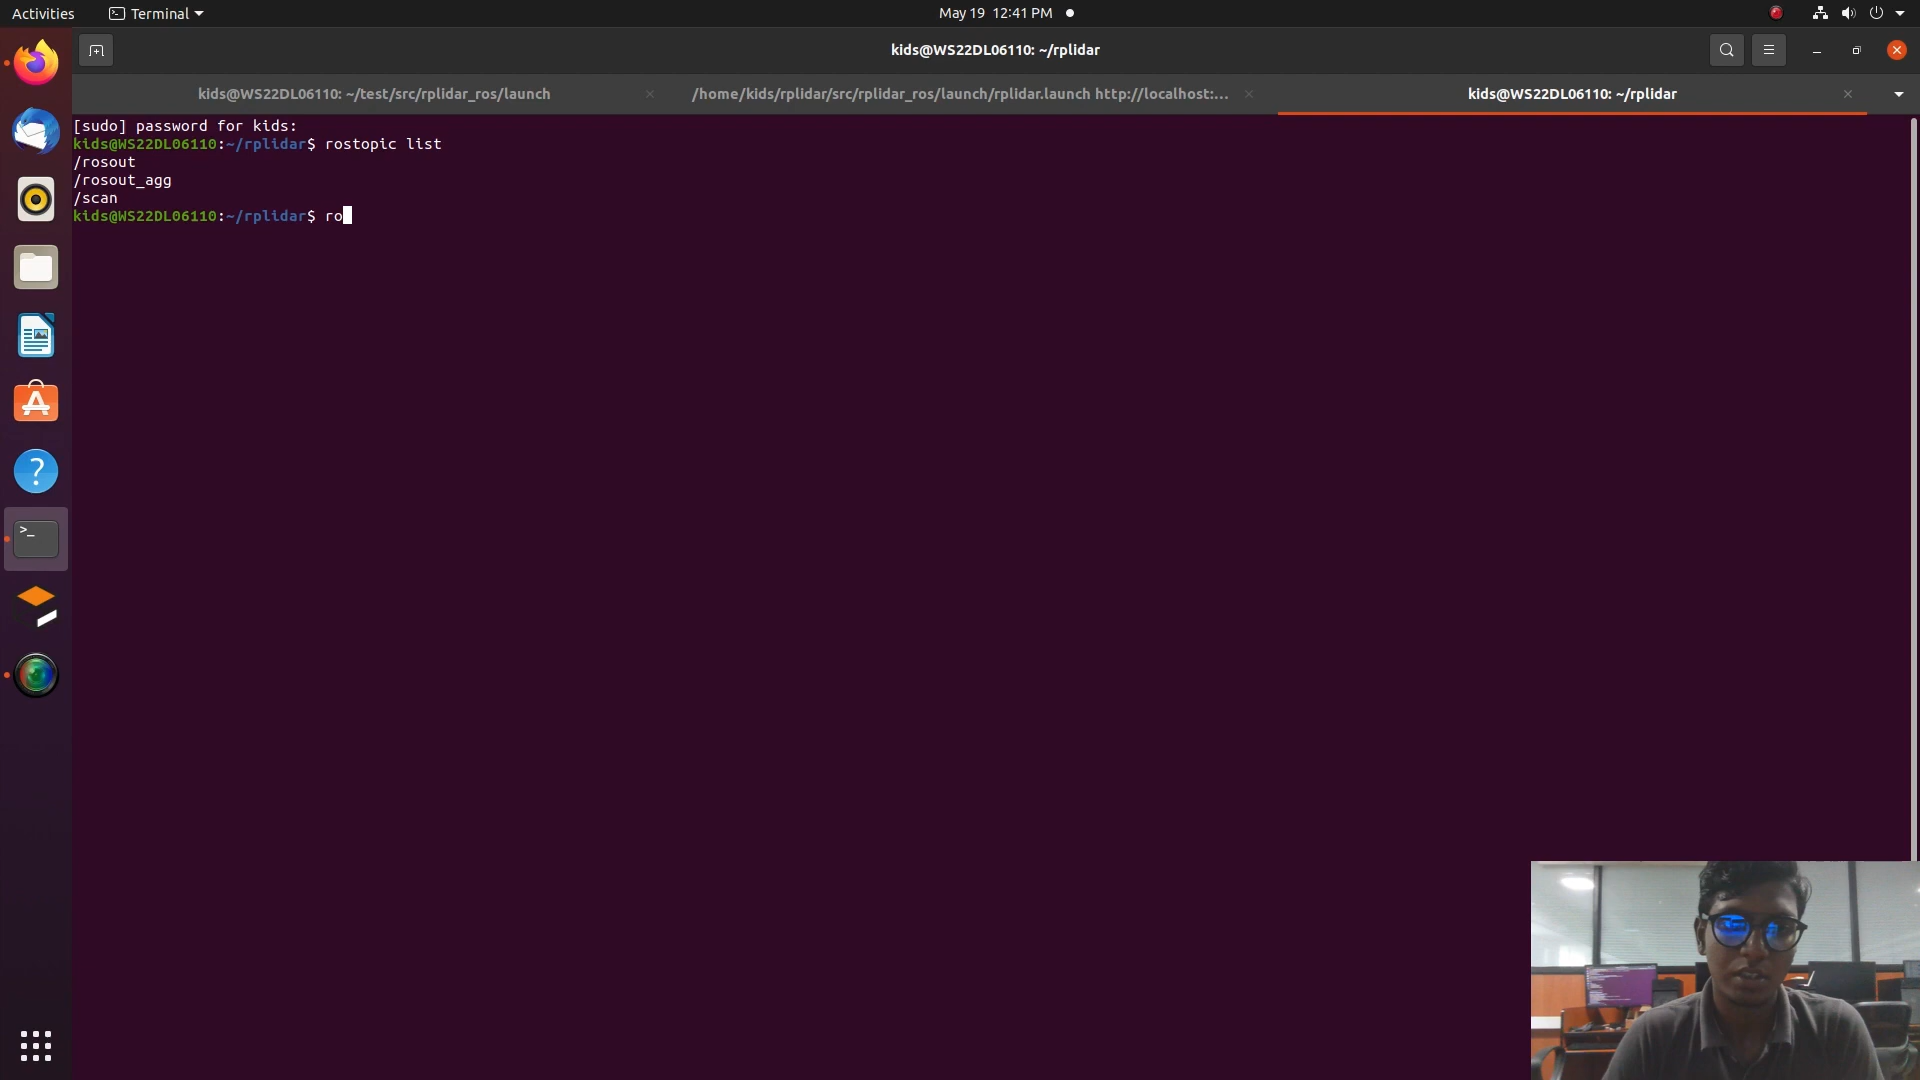 Activities
Terminal
May 19 12:41 PM
kids@WS22DL06110: ~/rplidar
kids@WS22DL06110: ~/test/src/rplidar_ros/launch
/home/kids/rplidar/src/rplidar_ros/launch/rplidar.launch http://localhost:...
kids@WS22DL06110: ~/rplidar
[sudo] password for kids:
kids@WS22DL06110:~/rplidar$ rostopic list
/rosout
/rosout_agg
/scan
kids@WS22DL06110:~/rplidar$ ro